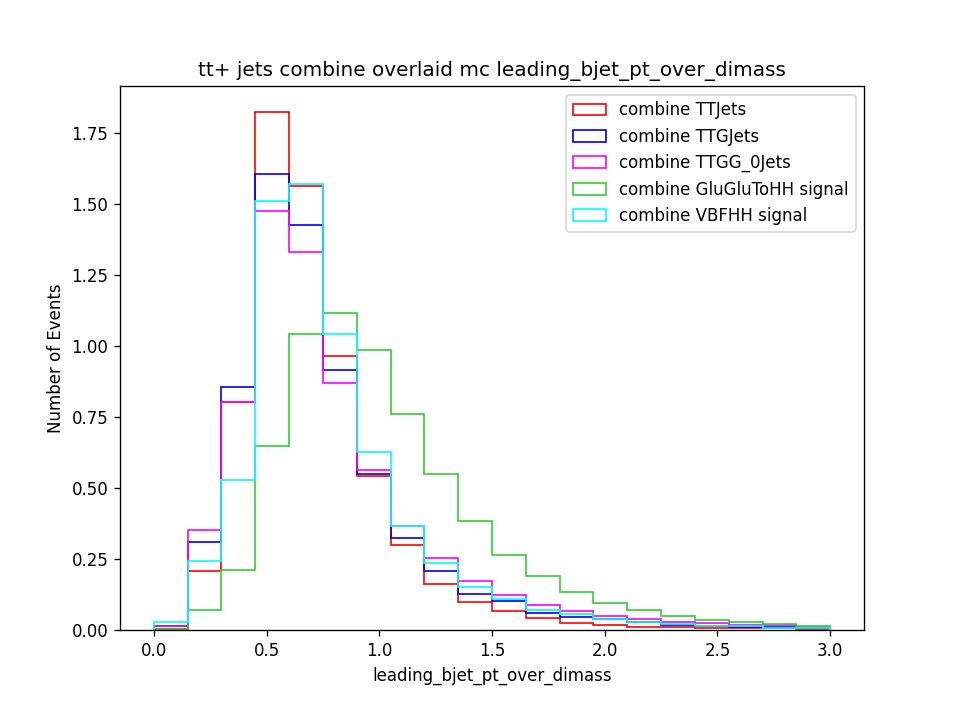 tt+ jets combine overlaid mc leading_bjet_pt_over_dimass
combine TTJets
combine TTGJets
combine TTGG_0Jets
combine GluGluToHH signal
combine VBFHH signal
Number of Events
1.75
1.50
1.25
1.00
0.75
0.50
0.25
0.00
0.0 0.5 1.0 1.5 2.0 2.5 3.0
leading_bjet_pt_over_dimass